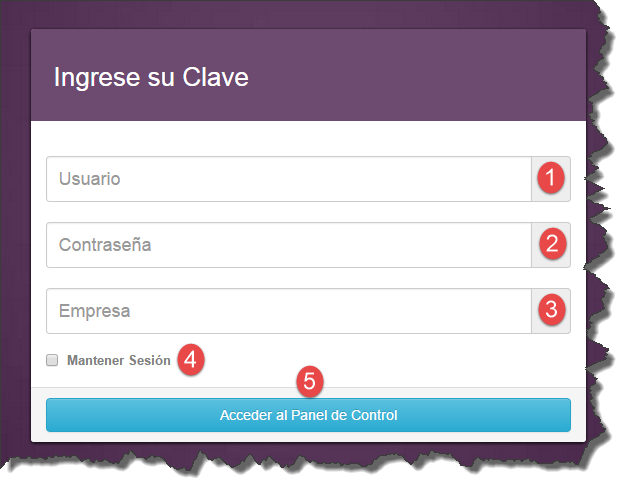 Ingrese su Clave
Usuario 1
Contraseña 2
Empresa 3
Mantener Sesión 4
5
Acceder al Panel de Control